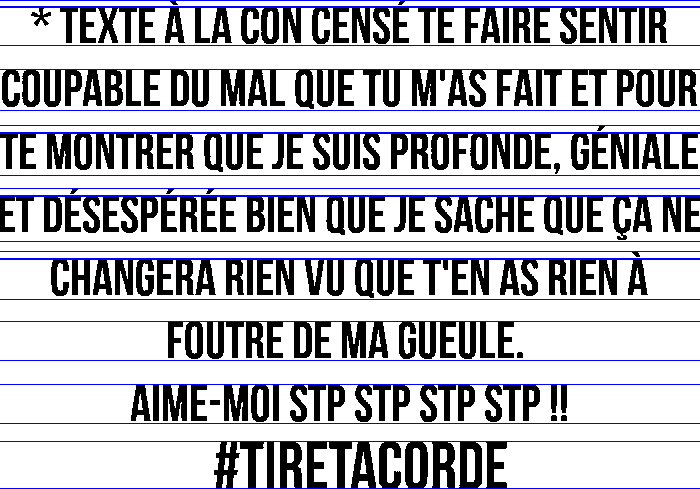 * TEXTE À LA CON CENSÉ TE FAIRE SENTIR
COUPABLE DU MAL QUE TU M'AS FAIT ET POUR
TE MONTRER QUE JE SUIS PROFONDE, GÉNIALE
ET DÉSESPÉRÉE BIEN QUE JE SACHE QUE ÇA NE
CHANGERA RIEN VU QUE T'EN AS RIEN À
FOUTRE DE MA GUEULE.
AIME-MOI STP STP STP STP !!
#TIRETACORDE